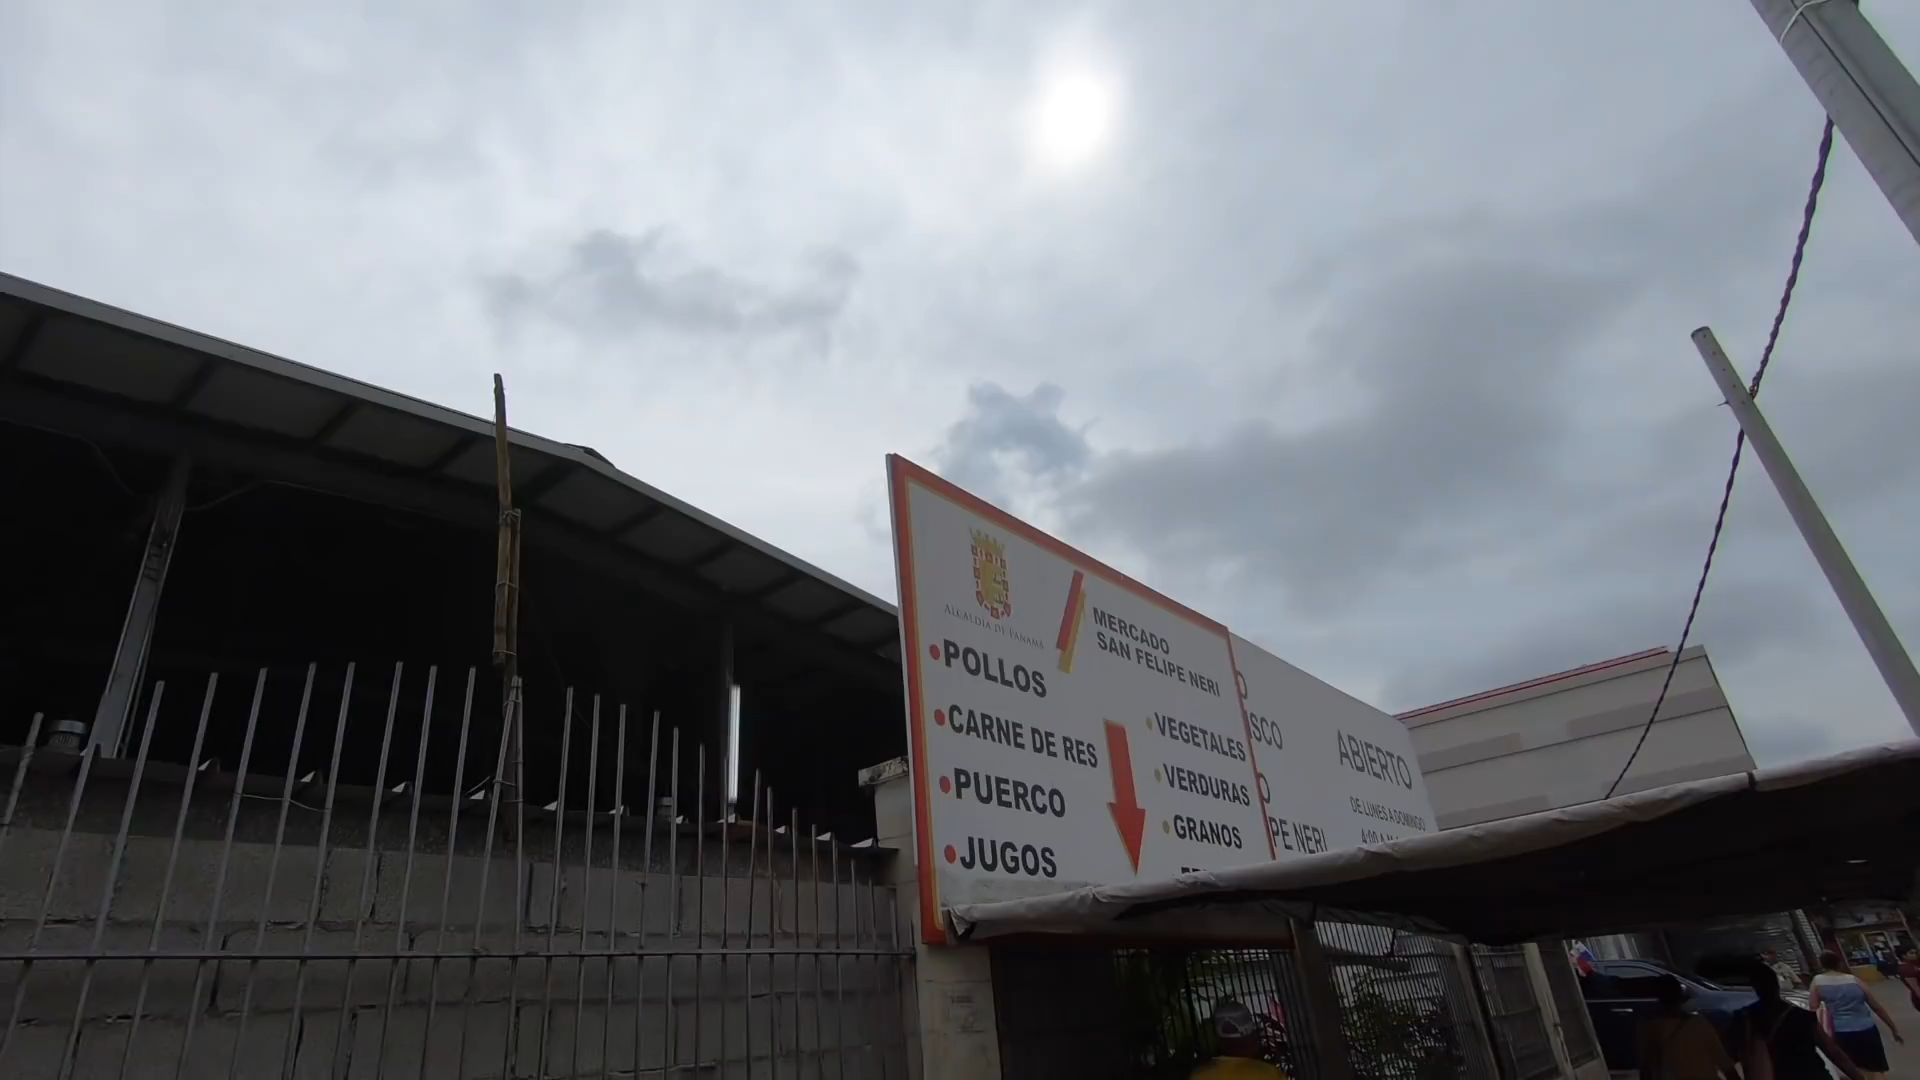 ALCALDÍA DE PANAMÁ
MERCADO
SAN FELIPE NERI
POLLOS
CARNE DE RES
PUERCO
JUGOS
VEGETALES
VERDURAS
GRANOS
PE NERI
ABIERTO
DE LUNES A DOMINGO